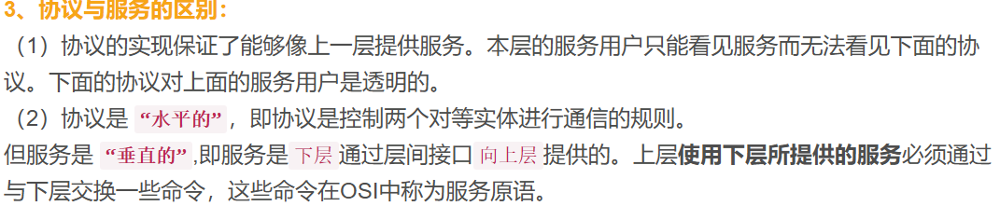 3、协议与服务的区别：
（1）协议的实现保证了能够像上一层提供服务。本层的服务用户只能看见服务而无法看见下面的协
议。下面的协议对上面的服务用户是透明的。
（2）协议是“水平的”，即协议是控制两个对等实体进行通信的规则。
但服务是“垂直的”,即服务是下层通过层间接口向上层提供的。上层使用下层所提供的服务必须通过
与下层交换一些命令，这些命令在OSI中称为服务原语。